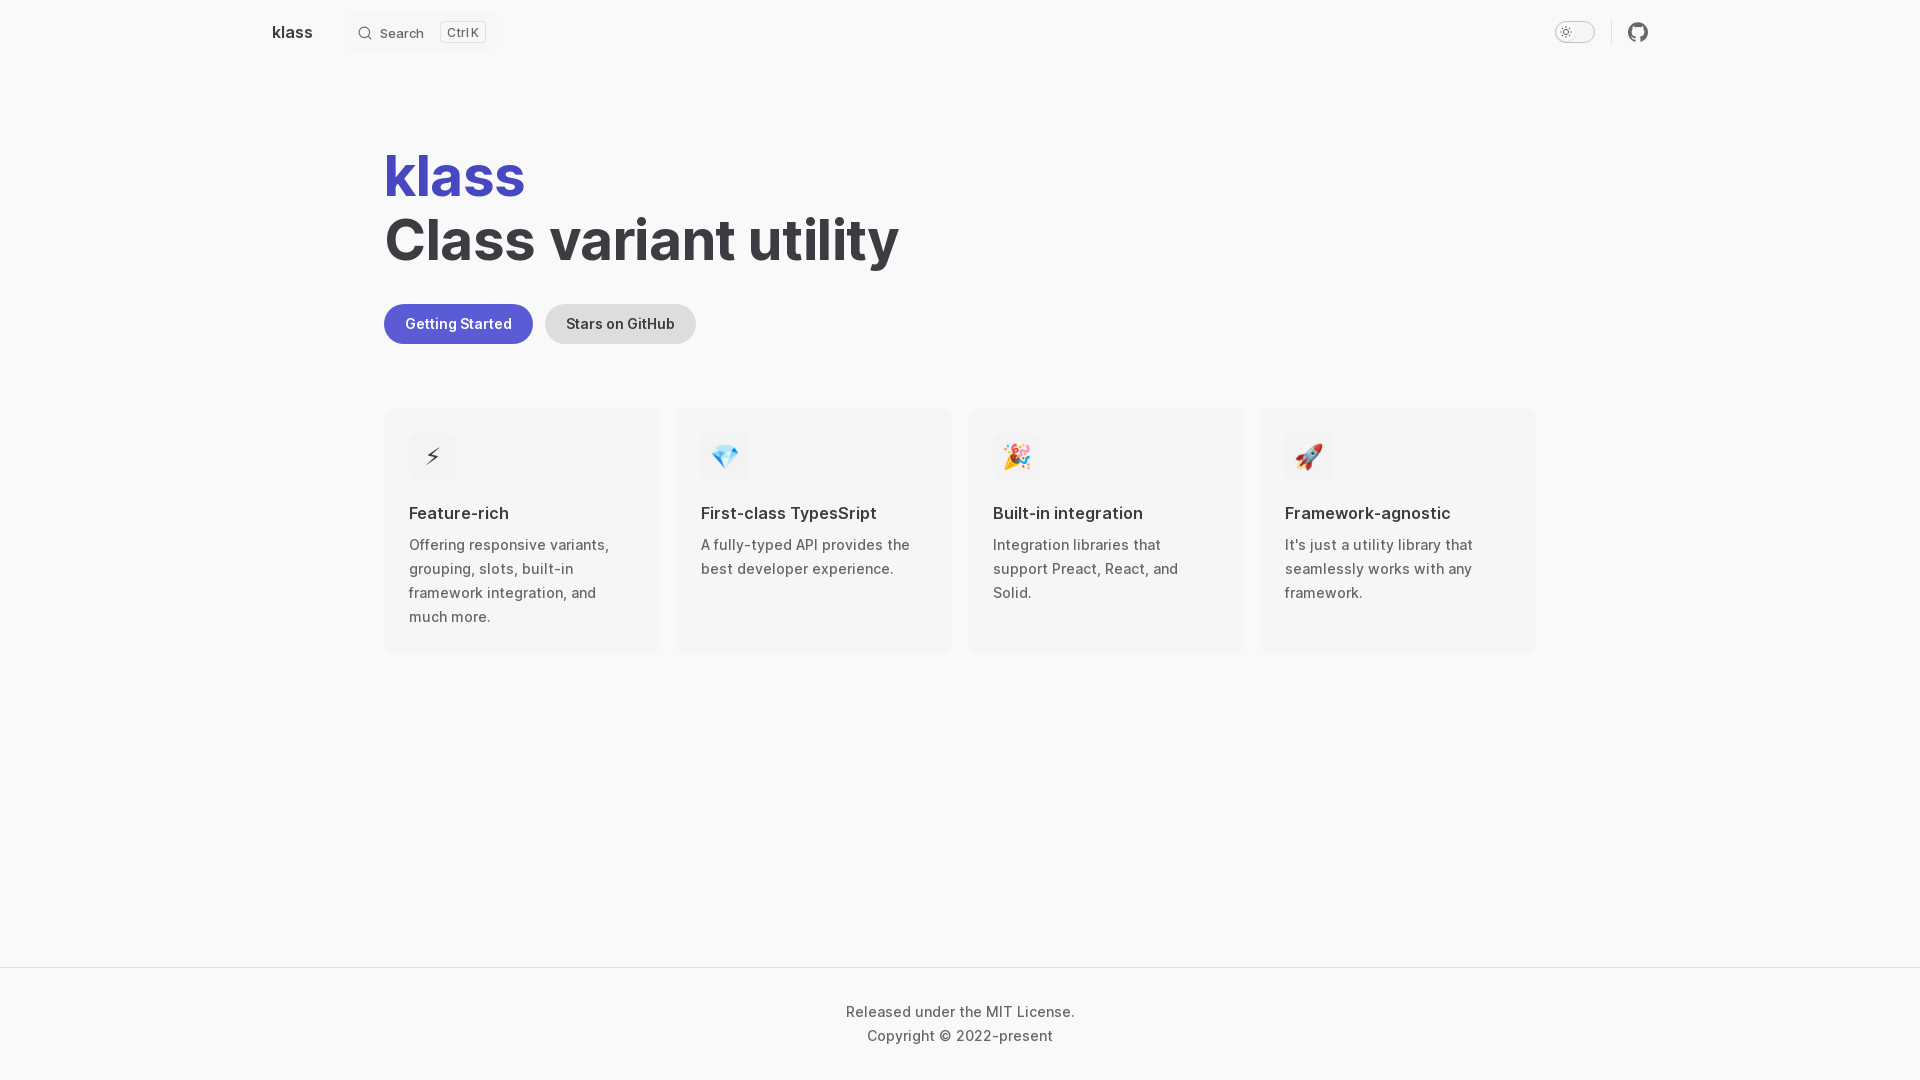 klass
Search
Ctrl K
klass
Class variant utility
Getting Started
Stars on GitHub
Feature-rich
Offering responsive variants,
grouping, slots, built-in
framework integration, and
much more.
First-class TypesSript
A fully-typed API provides the
best developer experience.
Built-in integration
Integration libraries that
support Preact, React, and
Solid.
Framework-agnostic
It's just a utility library that
seamlessly works with any
framework.
Released under the MIT License.
Copyright © 2022-present